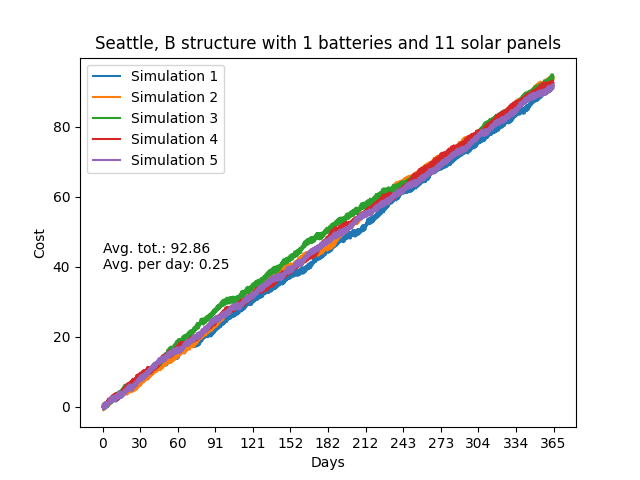 Seattle, B structure with 1 batteries and 11 solar panels
Simulation 1
Simulation 2
Simulation 3
Simulation 4
Simulation 5
80
60
Cost
Avg. tot.: 92.86
Avg. per day: 0.25
40
20
0
0 30 60 91 121 152 182 212 243 273 304 334 365
Days